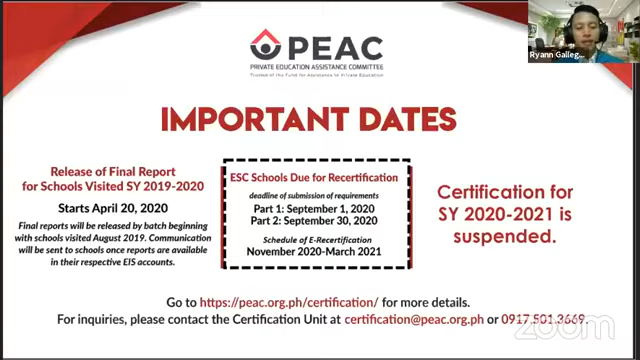 PEAC
PRIVATE EDUCATION ASSISTANCE COMMITTEE
Trustee of the Fund for Assistance to Private Education
Ryann Galleg...
IMPORTANT DATES
Release of Final Report
for Schools Visited SY 2019-2020
Starts April 20, 2020
Final reports will be released by batch beginning
with schools visited August 2019. Communication
will be sent to schools once reports are available
in their respective EIS accounts.
ESC Schools Due for Recertification
deadline of submission of requirements
Part 1: September 1, 2020
Part 2: September 30, 2020
Schedule of E-Recertification
November 2020-March 2021
Certification for
SY 2020-2021 is
suspended.
Go to https://peac.org.ph/certification/ for more details.
For inquiries, please contact the Certification Unit at certification@peac.org.ph or 0917.501.3669.
zoom